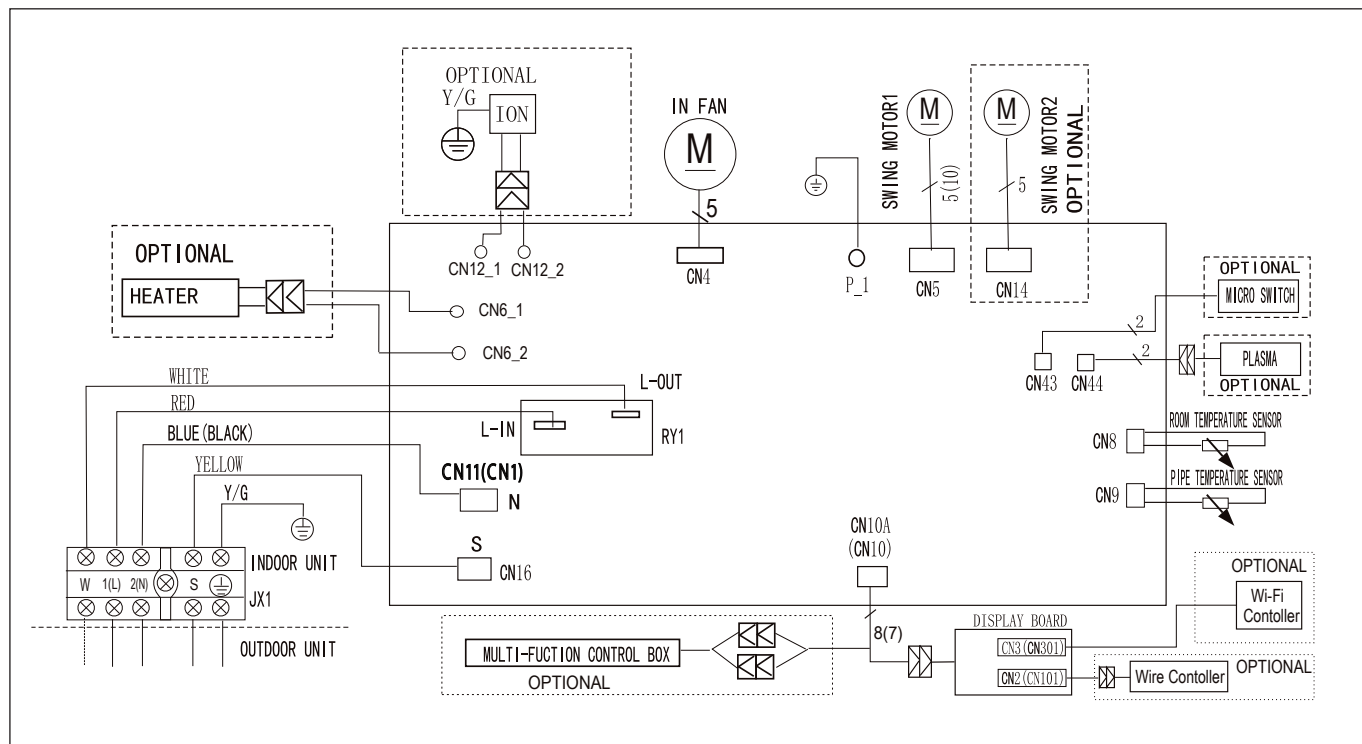 OPTIONAL
Y/G
ION
IN FAN
M
5
CN4
SWING MOTOR1
M
5(10)
CN5
SWING MOTOR2
OPTIONAL
M
5
CN14
P_1
CN12_1
CN12_2
OPTIONAL
HEATER
CN6_1
CN6_2
OPTIONAL
MICRO SWITCH
2
CN43
2
CN44
PLASMA
OPTIONAL
WHITE
RED
BLUE(BLACK)
YELLOW
Y/G
L-OUT
L-IN
RY1
CN11(CN1)
N
S
CN16
CN8
ROOM TEMPERATURE SENSOR
CN9
PIPE TEMPERATURE SENSOR
INDOOR UNIT
W 1(L) 2(N) S
JX1
OUTDOOR UNIT
CN10A
(CN10)
8(7)
MULTI-FUCTION CONTROL BOX
OPTIONAL
DISPLAY BOARD
CN3(CN301)
CN2(CN101)
OPTIONAL
Wi-Fi
Contoller
Wire Contoller
OPTIONAL